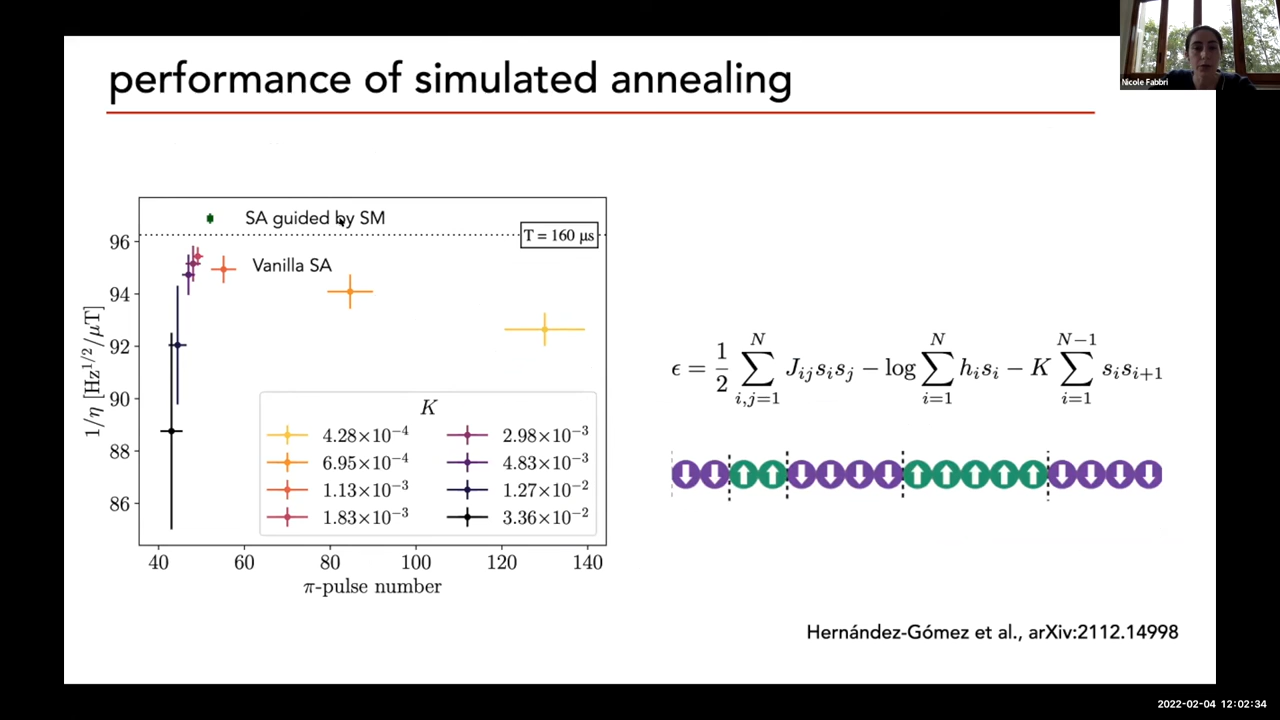 performance of simulated annealing
Nicole Fabbri
SA guided by SM
T = 160 μs
Vanilla SA
96
94
92
90
88
86
1/η [Hz^1/2/μT]
K
4.28×10^-4
2.98×10^-3
6.95×10^-4
4.83×10^-3
1.13×10^-3
1.27×10^-2
1.83×10^-3
3.36×10^-2
40 60 80 100 120 140
π-pulse number
ϵ = 1/2 ∑_{i,j=1}^{N} J_{ij}s_i s_j − log ∑_{i=1}^{N} h_i s_i − K ∑_{i=1}^{N−1} s_i s_{i+1}
Hernández-Gómez et al., arXiv:2112.14998
2022-02-04 12:02:34